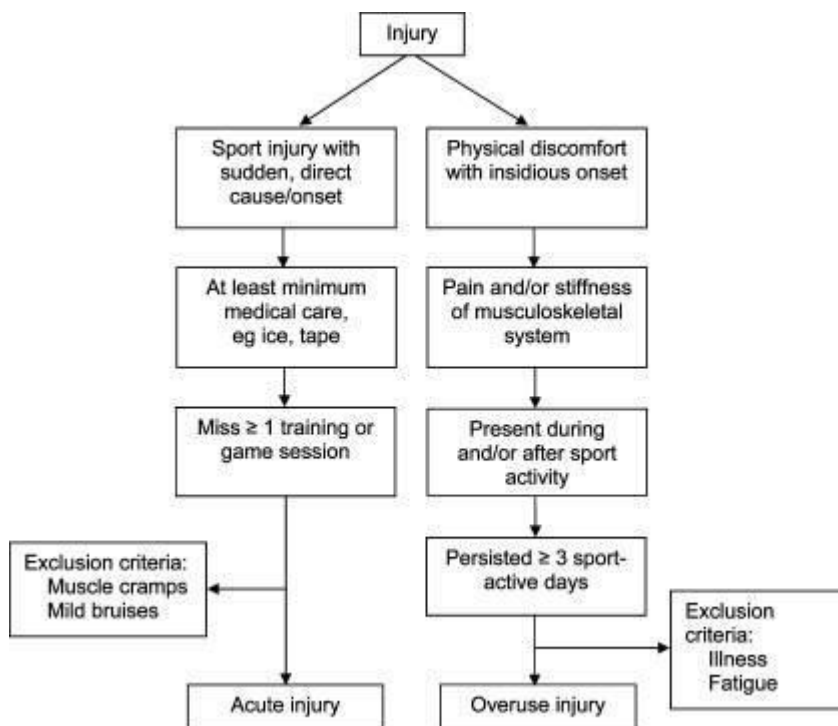 Injury
Sport injury with
sudden, direct
cause/onset
Physical discomfort
with insidious onset
At least minimum
medical care,
eg ice, tape
Pain and/or stiffness
of musculoskeletal
system
Miss ≥ 1 training or
game session
Present during
and/or after sport
activity
Exclusion criteria:
Muscle cramps
Mild bruises
Persisted ≥ 3 sport-
active days
Exclusion
criteria:
Illness
Fatigue
Acute injury
Overuse injury